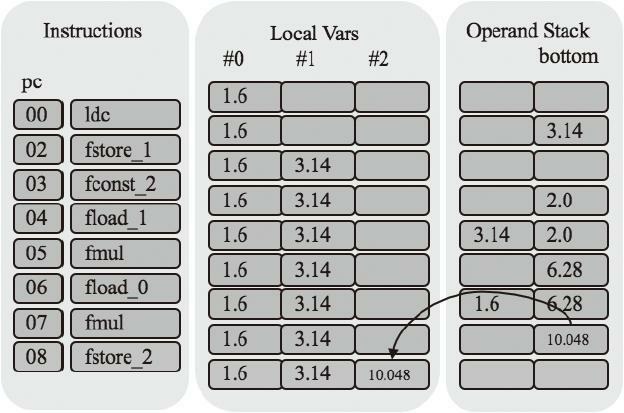 Instructions
Local Vars
Operand Stack
#0 #1 #2
bottom
pc
1.6
00 ldc
1.6 3.14
02 fstore_1
1.6 3.14
03 fconst_2
1.6 3.14 2.0
04 fload_1
1.6 3.14 3.14 2.0
05 fmul
1.6 3.14 6.28
06 fload_0
1.6 3.14 1.6 6.28
07 fmul
1.6 3.14 10.048
08 fstore_2
1.6 3.14 10.048